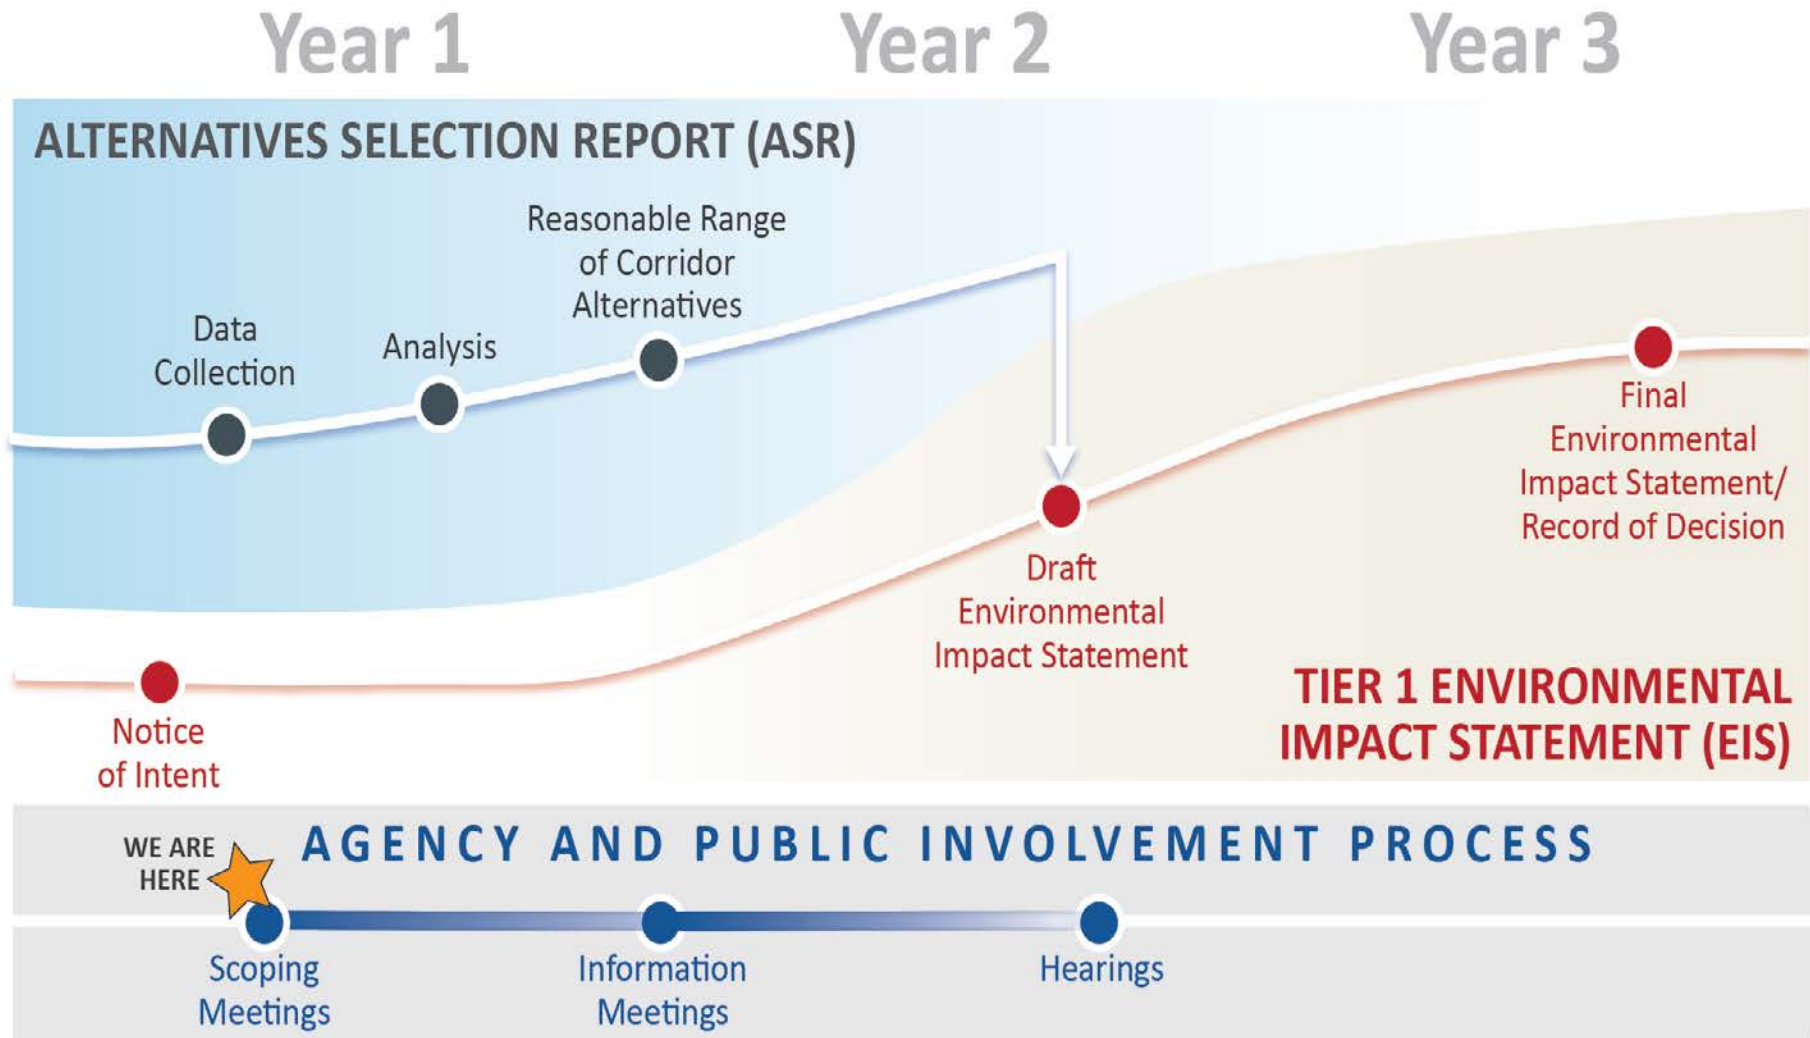 Year 1
Year 2
Year 3
ALTERNATIVES SELECTION REPORT (ASR)
Reasonable Range
of Corridor
Alternatives
Data
Collection
Analysis
Final
Environmental
Impact Statement/
Record of Decision
Draft
Environmental
Impact Statement
TIER 1 ENVIRONMENTAL
IMPACT STATEMENT (EIS)
Notice
of Intent
WE ARE
HERE
AGENCY AND PUBLIC INVOLVEMENT PROCESS
Scoping
Meetings
Information
Meetings
Hearings